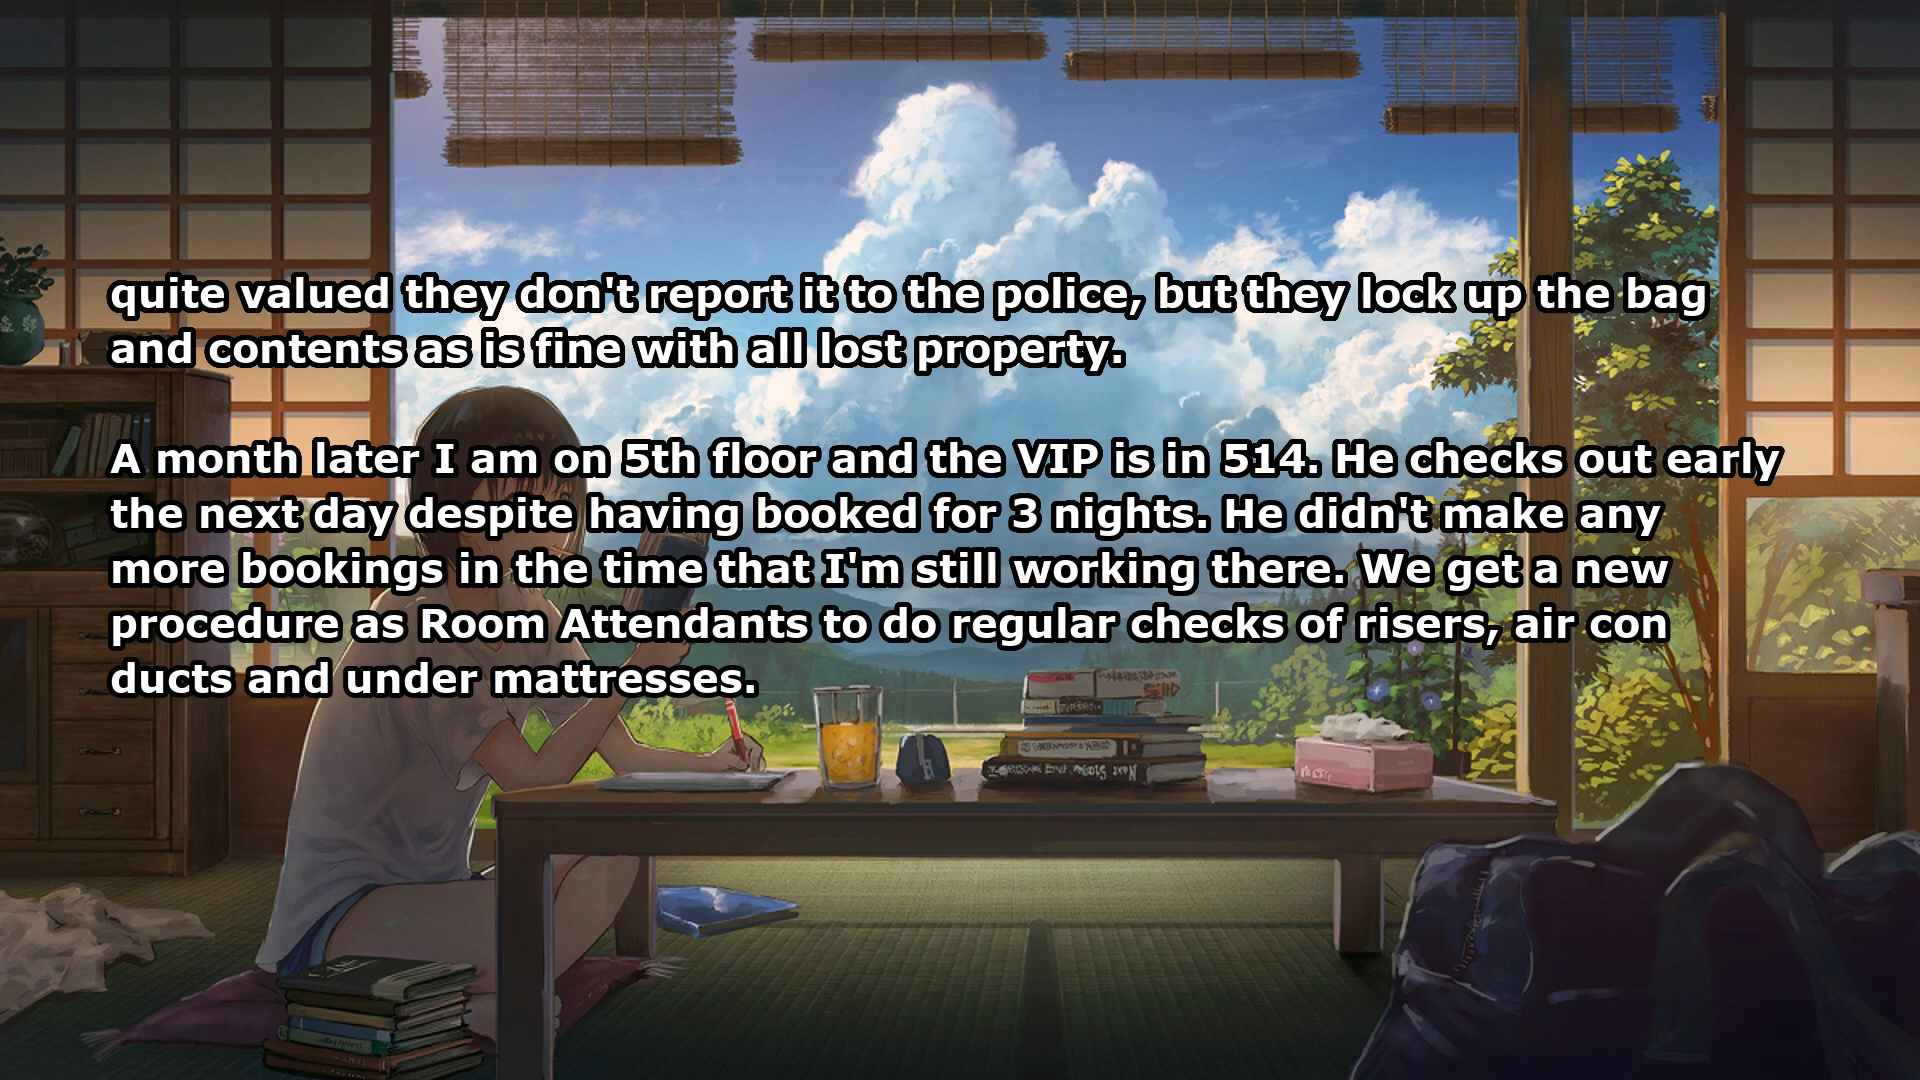 quite valued they don't report it to the police, but they lock up the bag
and contents as is fine with all lost property.
A month later I am on 5th floor and the VIP is in 514. He checks out early
the next day despite having booked for 3 nights. He didn't make any
more bookings in the time that I'm still working there. We get a new
procedure as Room Attendants to do regular checks of risers, air con
ducts and under mattresses.